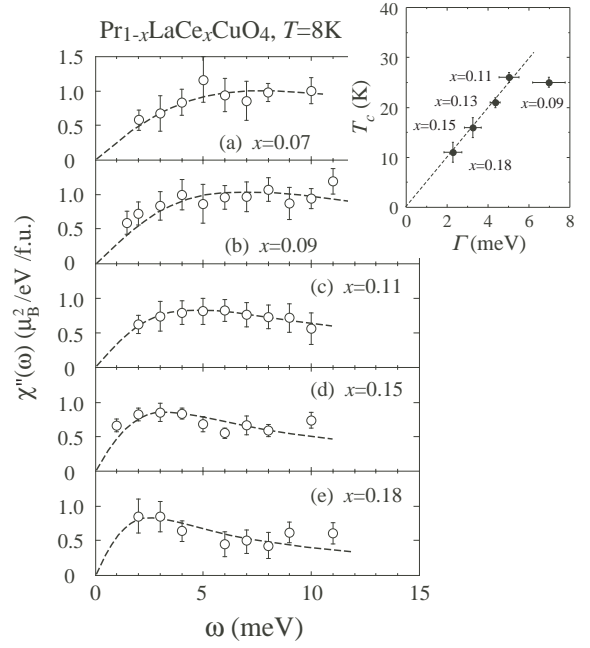 Pr1-xLaCexCuO4, T=8K
1.5
1.0
0.5
0
(a) x=0.07
1.0
0.5
0
(b) x=0.09
1.0
0.5
0
(c) x=0.11
1.0
0.5
0
(d) x=0.15
1.0
0.5
0
(e) x=0.18
0 5 10 15
ω (meV)
χ"(ω) (μB2/eV /f.u.)
40
30
20
10
0
Tc (K)
x=0.11
x=0.13
x=0.09
x=0.15
x=0.18
0 2 4 6 8
Γ (meV)